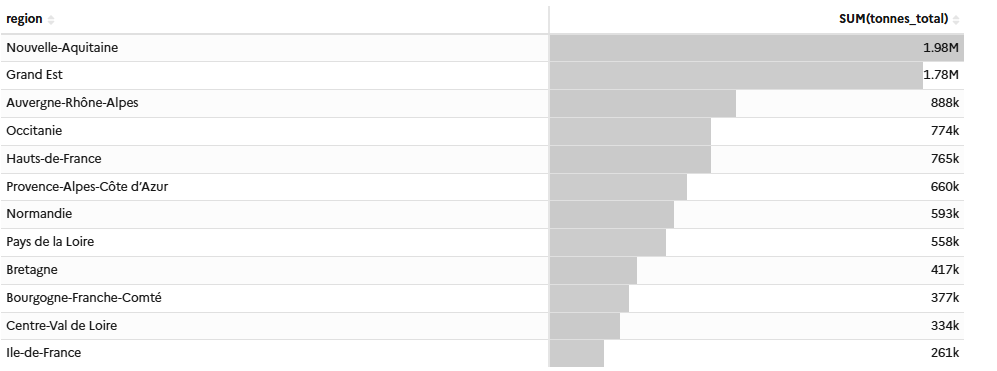 region SUM(tonnes_total)
Nouvelle-Aquitaine 1.98M
Grand Est 1.78M
Auvergne-Rhône-Alpes 888k
Occitanie 774k
Hauts-de-France 765k
Provence-Alpes-Côte d'Azur 660k
Normandie 593k
Pays de la Loire 558k
Bretagne 417k
Bourgogne-Franche-Comté 377k
Centre-Val de Loire 334k
Ile-de-France 261k